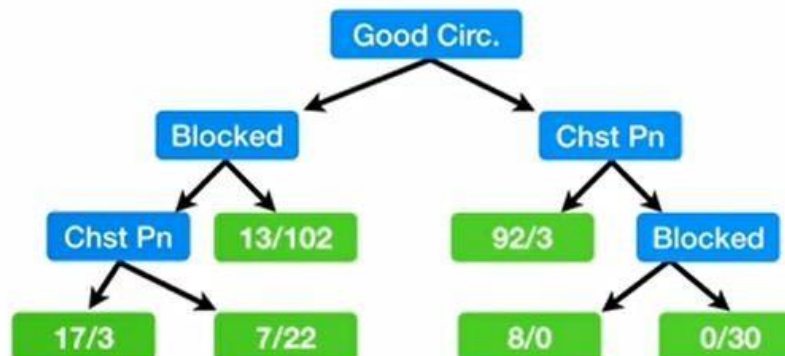 Good Circ.
Blocked
Chst Pn
Chst Pn
13/102
92/3
Blocked
17/3
7/22
8/0
0/30